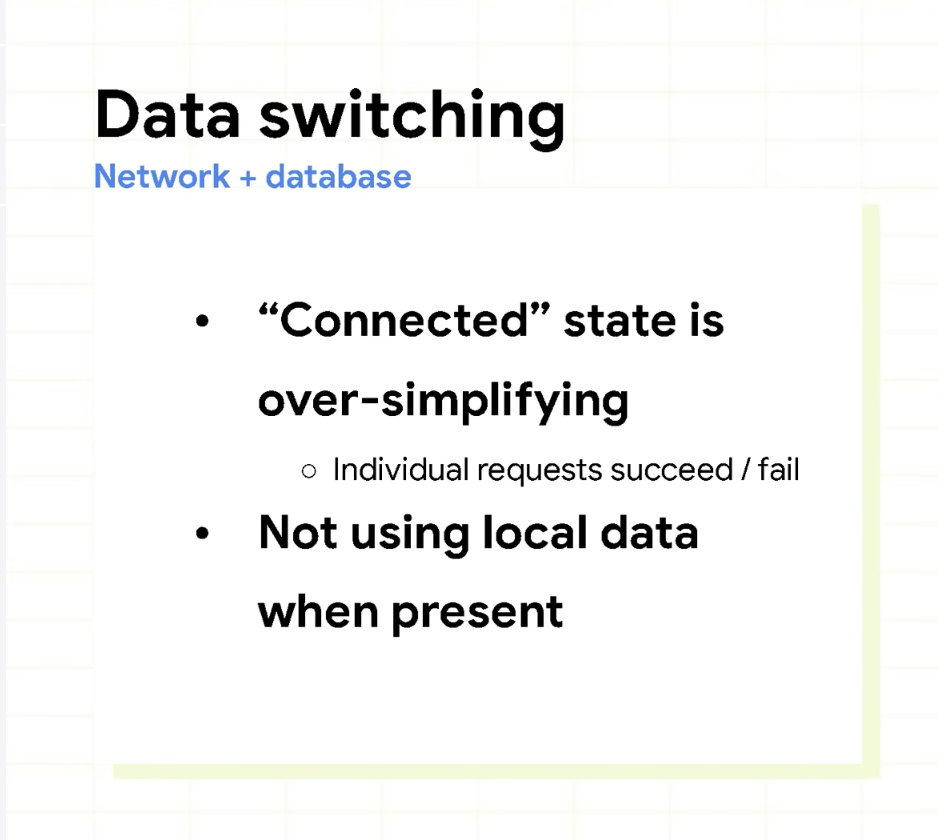 Data switching
Network + database
• “Connected” state is
over-simplifying
○ Individual requests succeed / fail
• Not using local data
when present